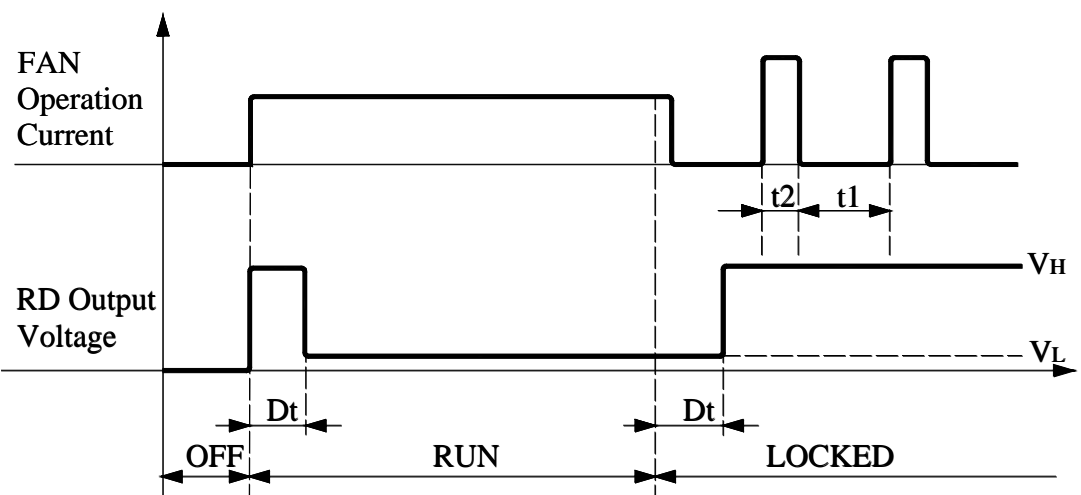 FAN
Operation
Current
t2
t1
VH
RD Output
Voltage
VL
Dt
Dt
OFF
RUN
LOCKED